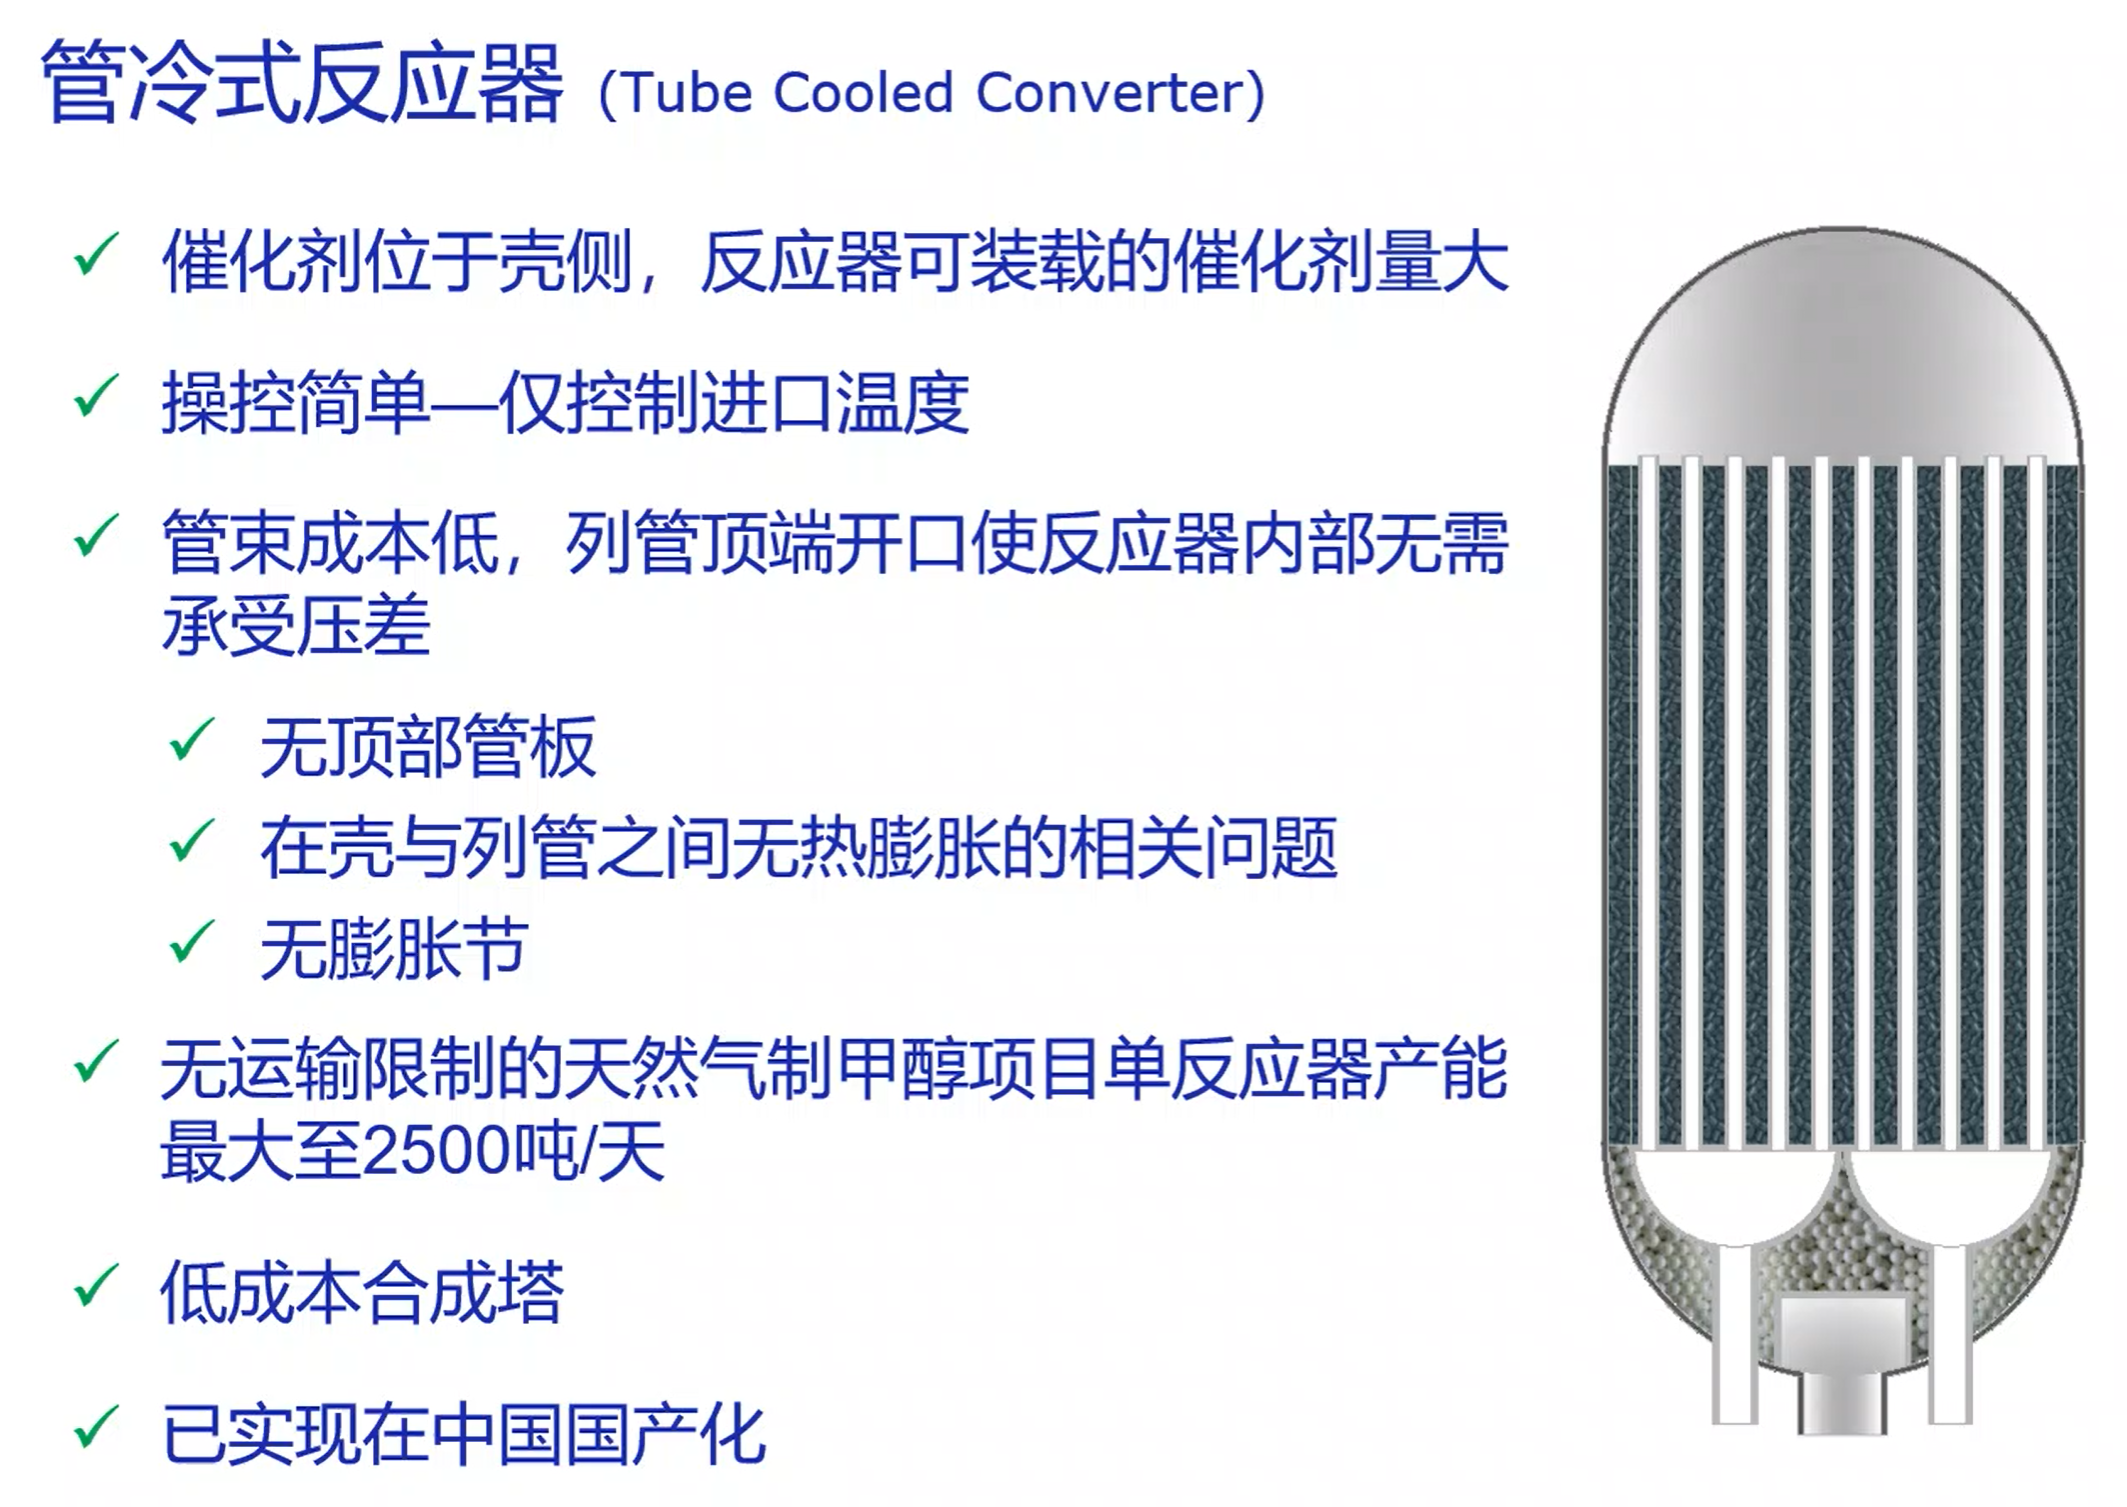 管冷式反应器 (Tube Cooled Converter)
✓ 催化剂位于壳侧，反应器可装载的催化剂量大
✓ 操控简单—仅控制进口温度
✓ 管束成本低，列管顶端开口使反应器内部无需
承受压差
✓ 无顶部管板
✓ 在壳与列管之间无热膨胀的相关问题
✓ 无膨胀节
✓ 无运输限制的天然气制甲醇项目单反应器产能
最大至2500吨/天
✓ 低成本合成塔
✓ 已实现在中国国产化